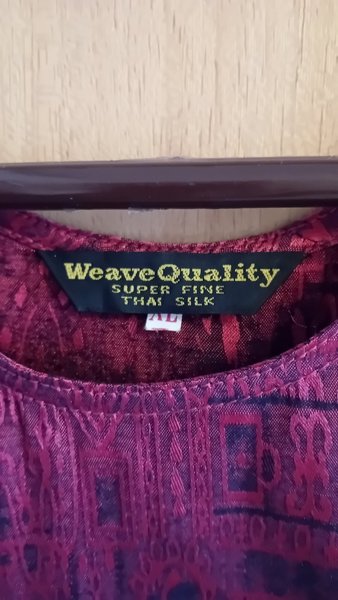 WeaveQuality
SUPER FINE
THAI SILK
XL